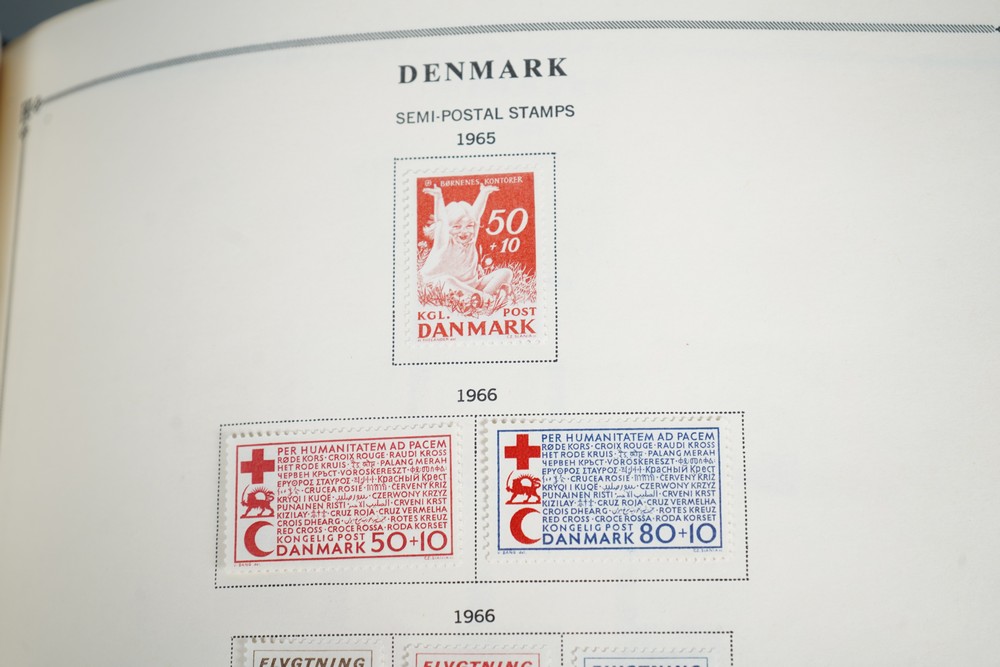 DENMARK
SEMI-POSTAL STAMPS
1965
BØRNENES KONTORER
50
+10
KGL. POST
DANMARK
1966
PER HUMANITATEM AD PACEM
RØDE KORS · CROIX ROUGE · RAUDI KROSS
HET RODE KRUIS · PALANG MERAH
ЧЕРВЕН КРЪСТ · VÖRÖSKERESZT
ΕΡΥΘΡΟΣ ΣΤΑΥΡΟΣ · Красный Крест
CRUCEA ROSIE · CERVENÝ KRIZ
KRYQI I KUQE · CZERWONY KRZYZ
PUNAINEN RISTI · CRVENI KRST
KIZILAY · CRUZ ROJA · CRUZ VERMELHA
CROIS DHEARG · ROTES KREUZ
RED CROSS · CROCE ROSSA · RODA KORSET
KONGELIG POST
DANMARK 50+10
PER HUMANITATEM AD PACEM
RØDE KORS · CROIX ROUGE · RAUDI KROSS
HET RODE KRUIS · PALANG MERAH
ЧЕРВЕН КРЪСТ · VÖRÖSKERESZT
ΕΡΥΘΡΟΣ ΣΤΑΥΡΟΣ · Красный Крест
CRUCEA ROSIE · CERVENÝ KRIZ
KRYQI I KUQE · CZERWONY KRZYZ
PUNAINEN RISTI · CRVENI KRST
KIZILAY · CRUZ ROJA · CRUZ VERMELHA
CROIS DHEARG · ROTES KREUZ
RED CROSS · CROCE ROSSA · RODA KORSET
KONGELIG POST
DANMARK 80+10
1966
FLYGTNING
FLYGTNING
FLYGTNING